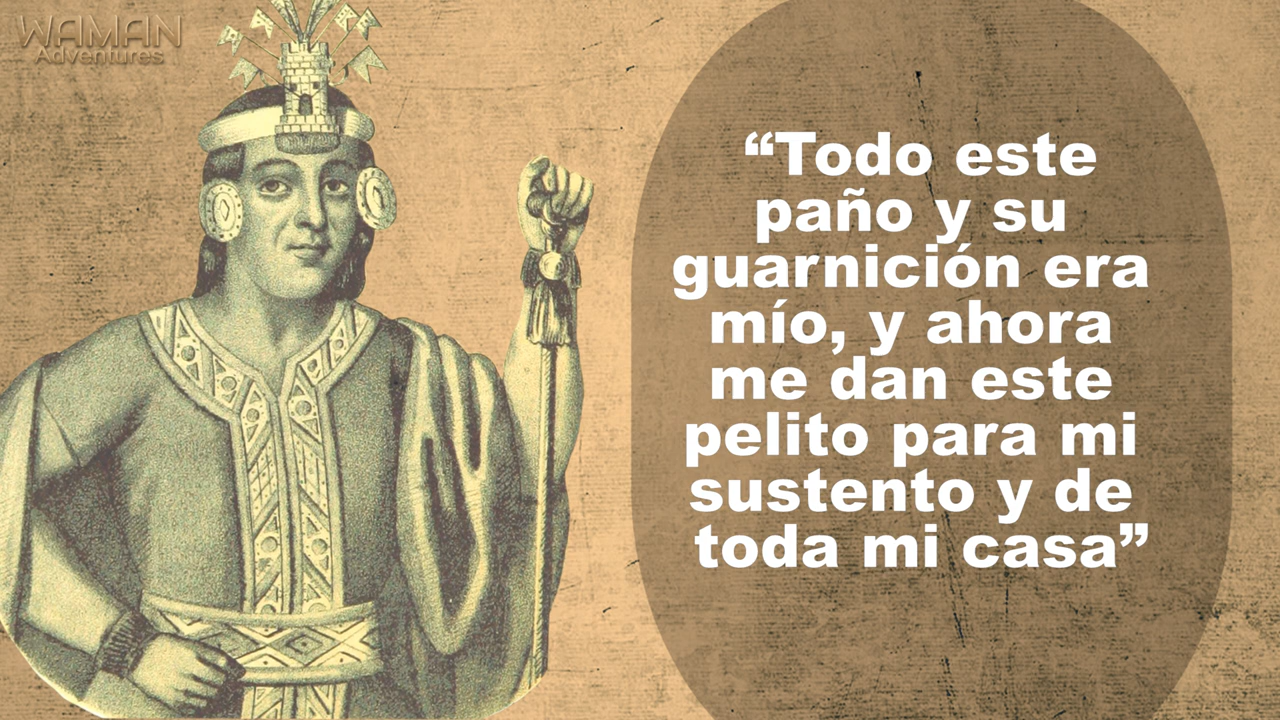 WAMAN
Adventures
“Todo este
paño y su
guarnición era
mío, y ahora
me dan este
pelito para mi
sustento y de
toda mi casa”